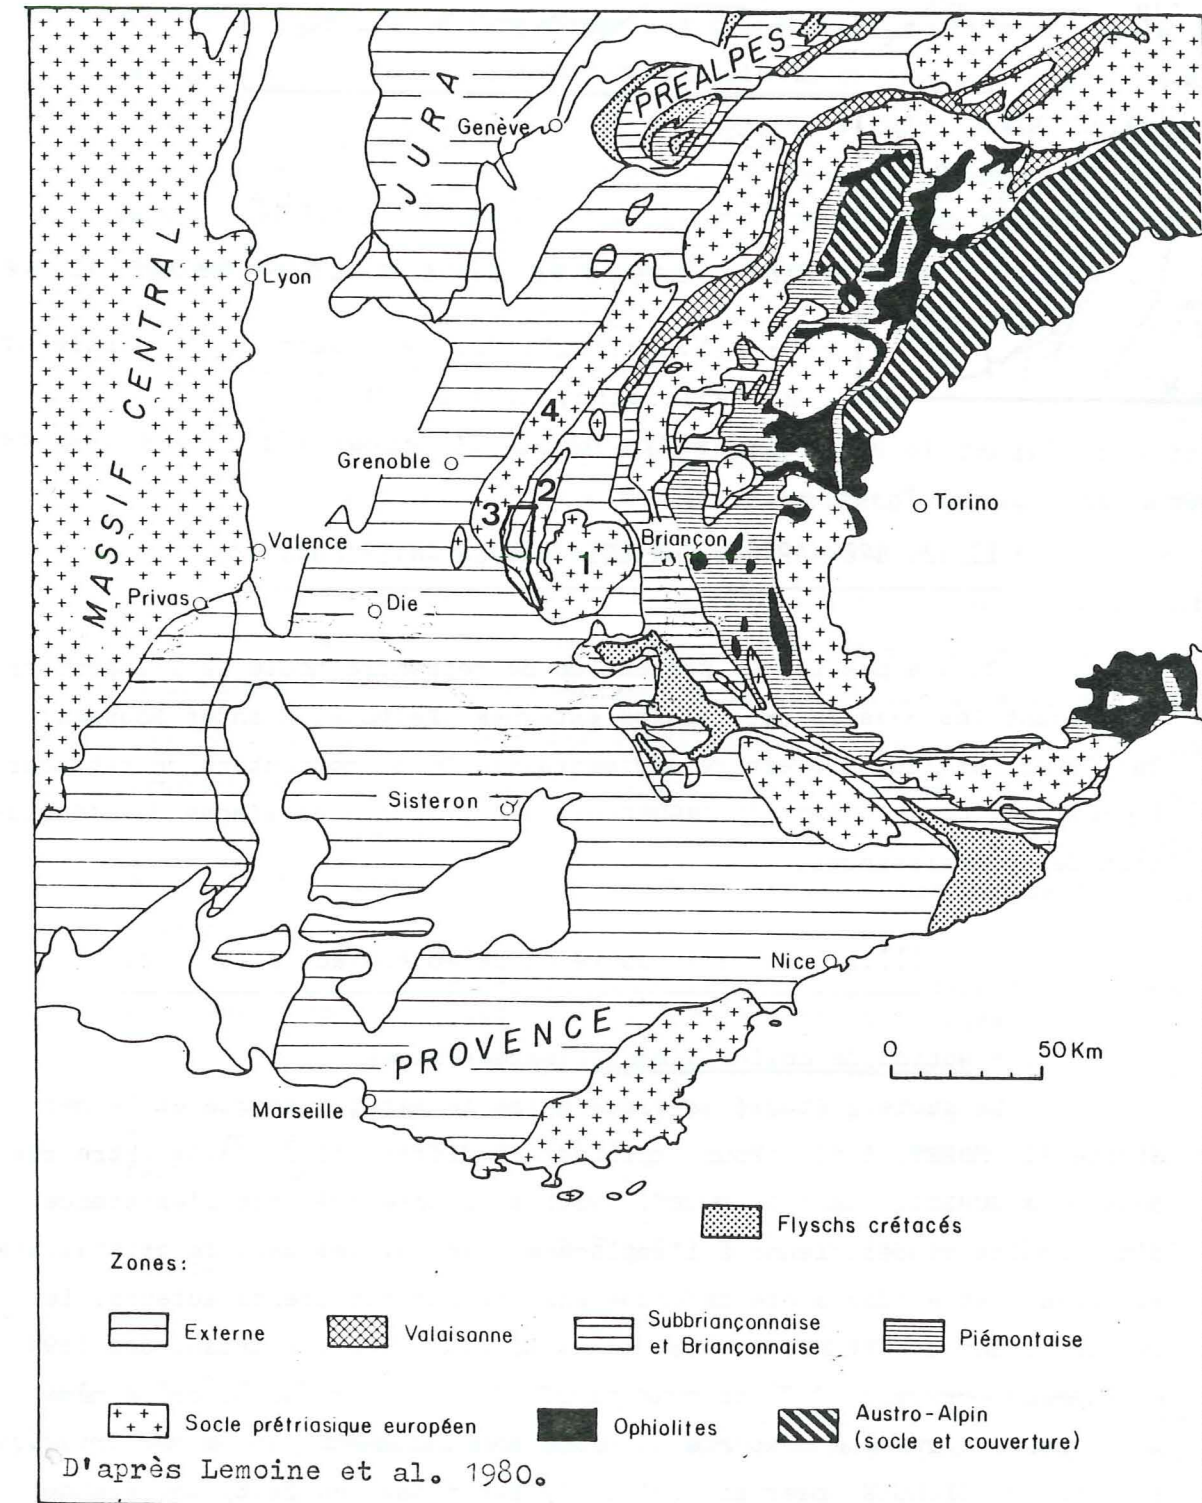 PREALPES
JURA
Genève
MASSIF CENTRAL
Lyon
4
Grenoble
2
3
Torino
Briançon
Valence
1
Privas
Die
Sisteron
Nice
PROVENCE
0 50 Km
Marseille
Flyschs crétacés
Zones:
Externe
Valaisanne
Subbriançonnaise
et Briançonnaise
Piémontaise
Socle prétriasique européen
Ophiolites
Austro-Alpin
(socle et couverture)
D'après Lemoine et al. 1980.